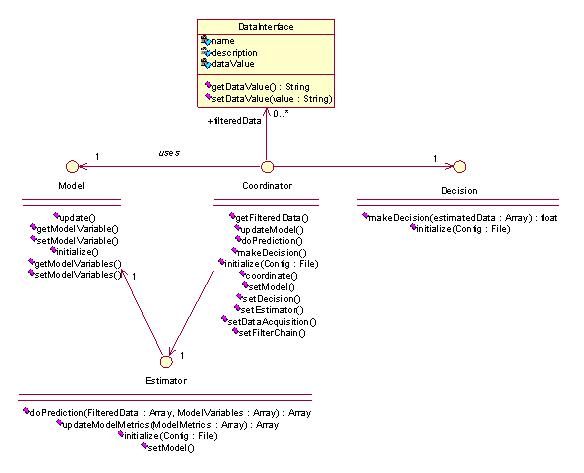 DataInterface
name
description
dataValue
getDataValue() : String
setDataValue(value : String)
0..*
+filteredData
uses
1
1
Model
Coordinator
Decision
update()
getModelVariable()
setModelVariable()
initialize()
getModelVariables()
setModelVariables()
1
getFilteredData()
updateModel()
doPrediction()
makeDecision()
initialize(Config : File)
coordinate()
setModel()
setDecision()
setEstimator()
setDataAcquisition()
setFilterChain()
makeDecision(estimatedData : Array) : float
initialize(Config : File)
1
Estimator
doPrediction(FilteredData : Array, ModelVariables : Array) : Array
updateModelMetrics(ModelMetrics : Array) : Array
initialize(Config : File)
setModel()